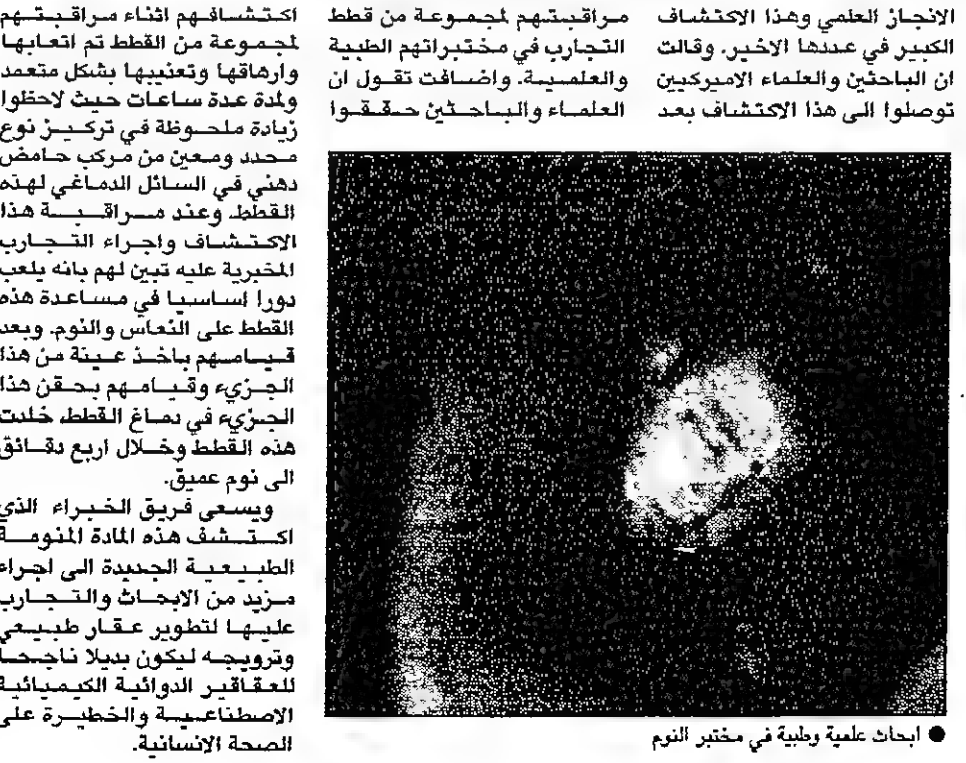 الانجاز العلمي وهذا الاكتشاف
الكبير في عددها الاخير. وقالت
ان الباحثين والعلماء الاميركيين
توصلوا الى هذا الاكتشاف بعد
مراقبتهم لمجموعة من قطط
التجارب في مختبراتهم الطبية
والعلمية. واضافت تقول ان
العلماء والباحثين حققوا
اكتشافهم اثناء مراقبتهم
لمجموعة من القطط تم اتعابها
وارهاقها وتعذيبها بشكل متعمد
ولمدة عدة ساعات حيث لاحظوا
زيادة ملحوظة في تركيز نوع
محدد ومعين من مركب حامض
دهني في السائل الدماغي لهذه
القطط. وعند مراقبة هذا
الاكتشاف واجراء التجارب
المخبرية عليه تبين لهم بانه يلعب
دورا اساسيا في مساعدة هذه
القطط على النعاس والنوم. وبعد
قيامهم باخذ عينة من هذا
الجزيء وقيامهم بحقن هذا
الجزيء في دماغ القطط، خلدت
هذه القطط وخلال اربع دقائق
الى نوم عميق.
ويسعى فريق الخبراء الذي
اكتشف هذه المادة المنومة
الطبيعية الجديدة الى اجراء
مزيد من الابحاث والتجارب
عليها لتطوير عقار طبيعي
وترويجه ليكون بديلا ناجحا
للعقاقير الدوائية الكيميائية
الاصطناعية والخطيرة على
الصحة الانسانية.
● ابحاث علمية وطبية في مختبر النوم